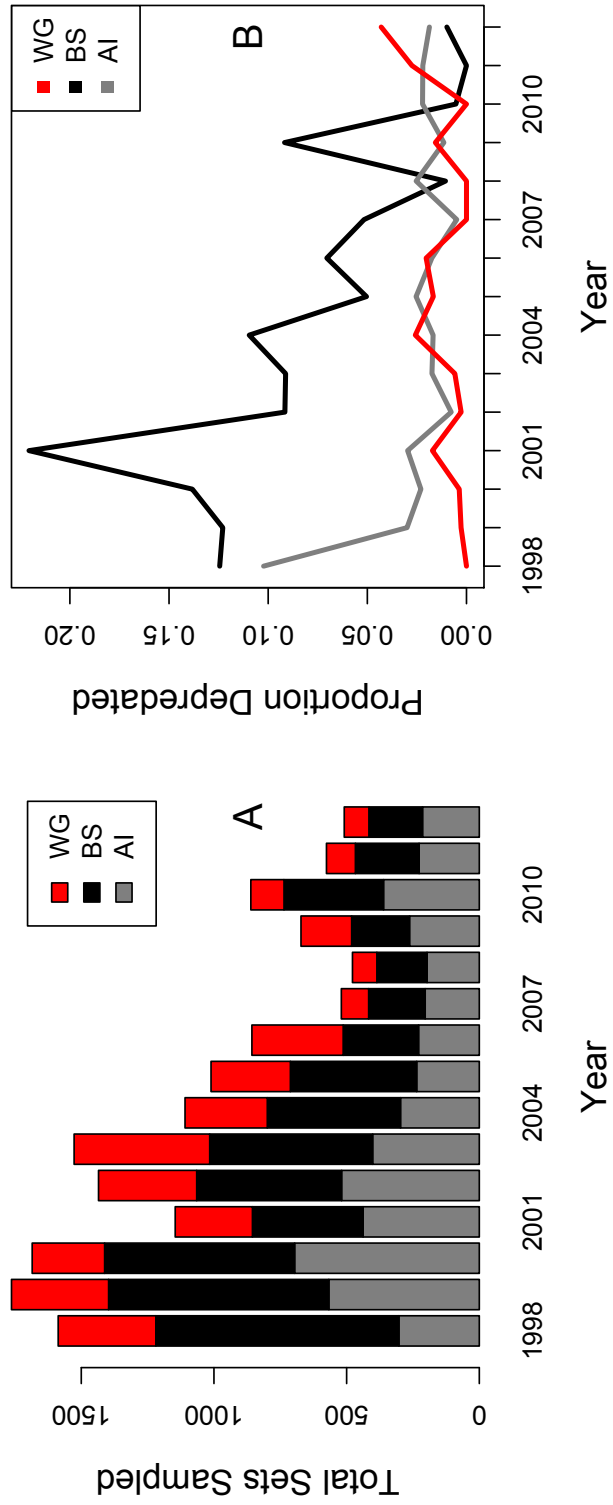 Total Sets Sampled
0
500
1000
1500
1998
2001
2004
2007
2010
Year
WG
BS
AI
A
Proportion Depredated
0.00
0.05
0.10
0.15
0.20
1998
2001
2004
2007
2010
Year
WG
BS
AI
B